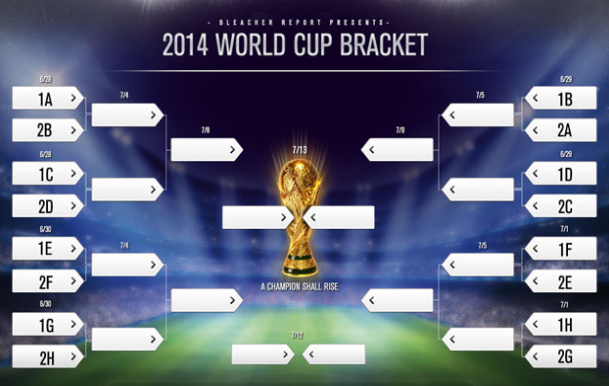 - BLEACHER REPORT PRESENTS-
2014 WORLD CUP BRACKET
6/28
1A
2B
7/4
7/8
6/28
1C
2D
6/30
1E
2F
7/4
6/30
1G
2H
7/13
A CHAMPION SHALL RISE
7/12
6/29
1B
2A
7/5
7/9
6/29
1D
2C
7/1
1F
2E
7/5
7/1
1H
2G